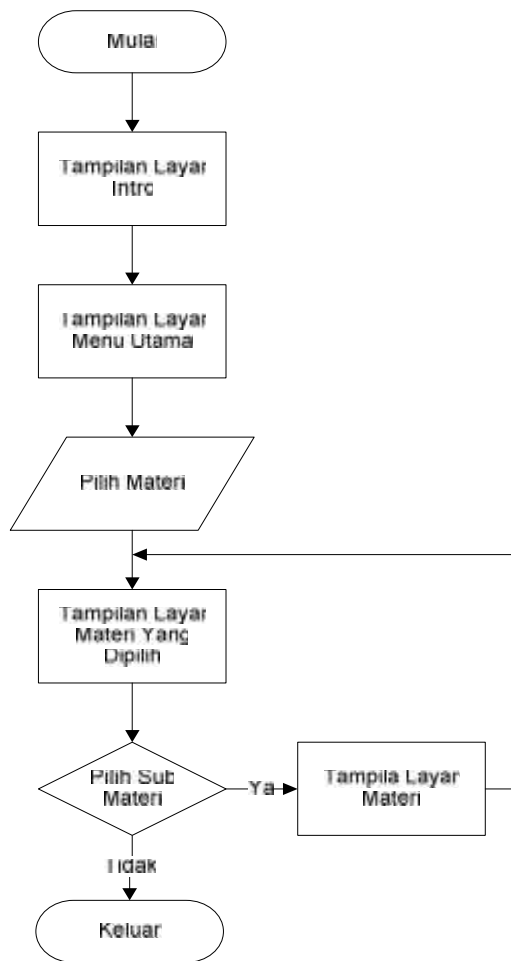 Mulai
Tampilan Layar
Intro
Tampilan Layar
Menu Utama
Pilih Materi
Tampilan Layar
Materi Yang
Dipilih
Pilih Sub
Materi
Ya
Tampila Layar
Materi
Tidak
Keluar